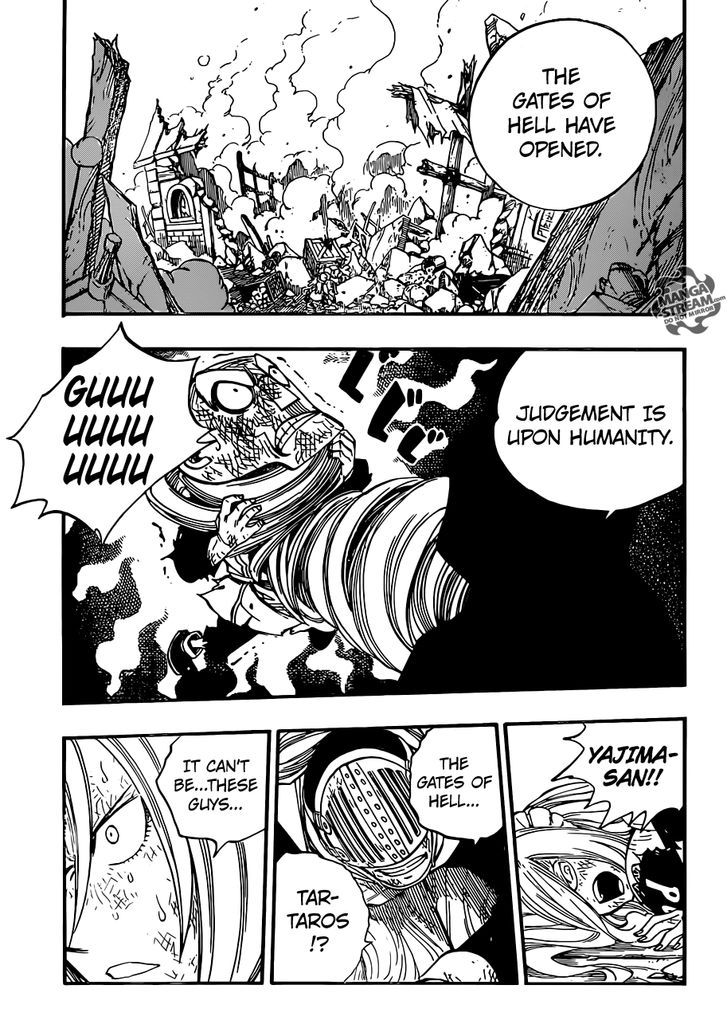 THE
GATES OF
HELL HAVE
OPENED.
MANGA
STREAM.com
DO NOT MIRROR
JUDGEMENT IS
UPON HUMANITY.
GUUU
UUUU
UUUU
YAJIMA-
SAN!!
THE
GATES OF
HELL...
TAR-
TAROS
!?
IT CAN'T
BE...THESE
GUYS...